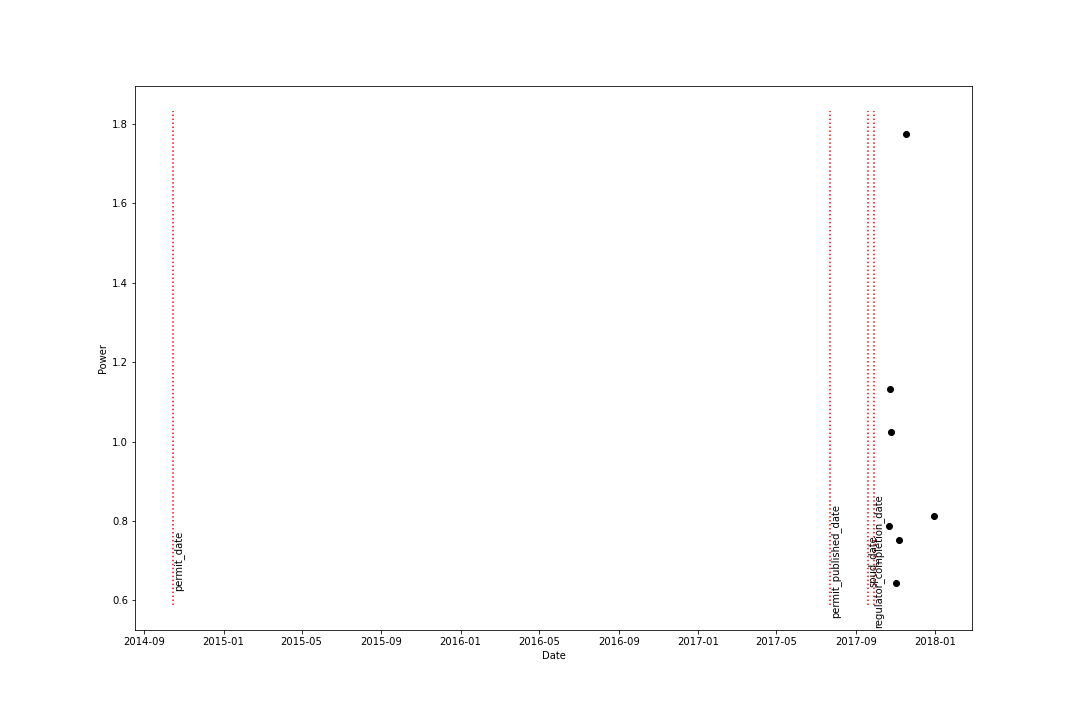 1.8
1.6
1.4
1.2
1.0
0.8
0.6
Power
permit_date
permit_published_date
spud_date
regulator_completion_date
2014-09 2015-01 2015-05 2015-09 2016-01 2016-05 2016-09 2017-01 2017-05 2017-09 2018-01
Date